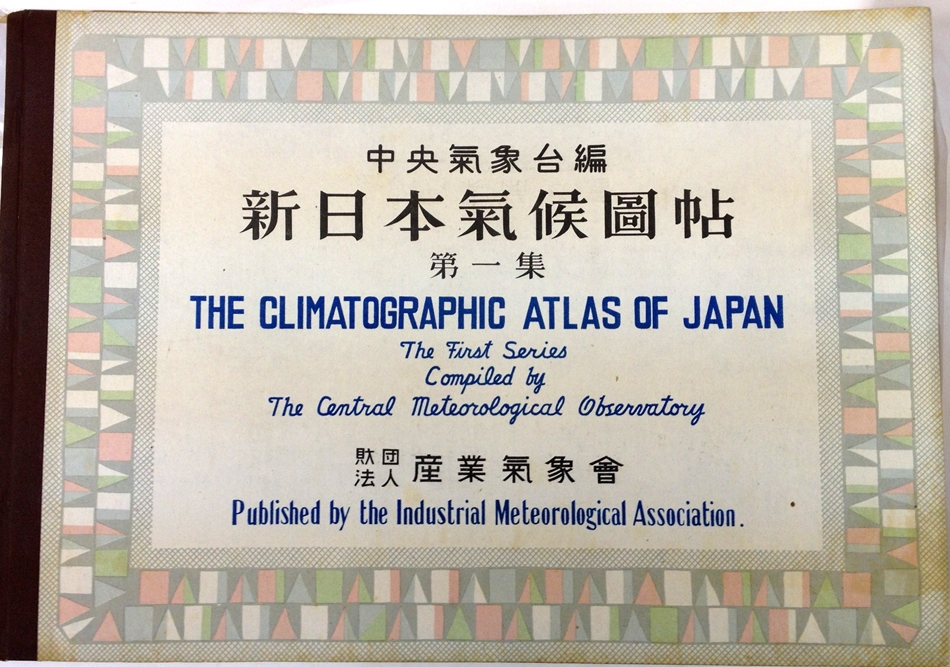 中央氣象台編
新日本氣候圖帖
第一集
THE CLIMATOGRAPHIC ATLAS OF JAPAN
The First Series
Compiled by
The Central Meteorological Observatory
財団法人 産業氣象會
Published by the Industrial Meteorological Association.